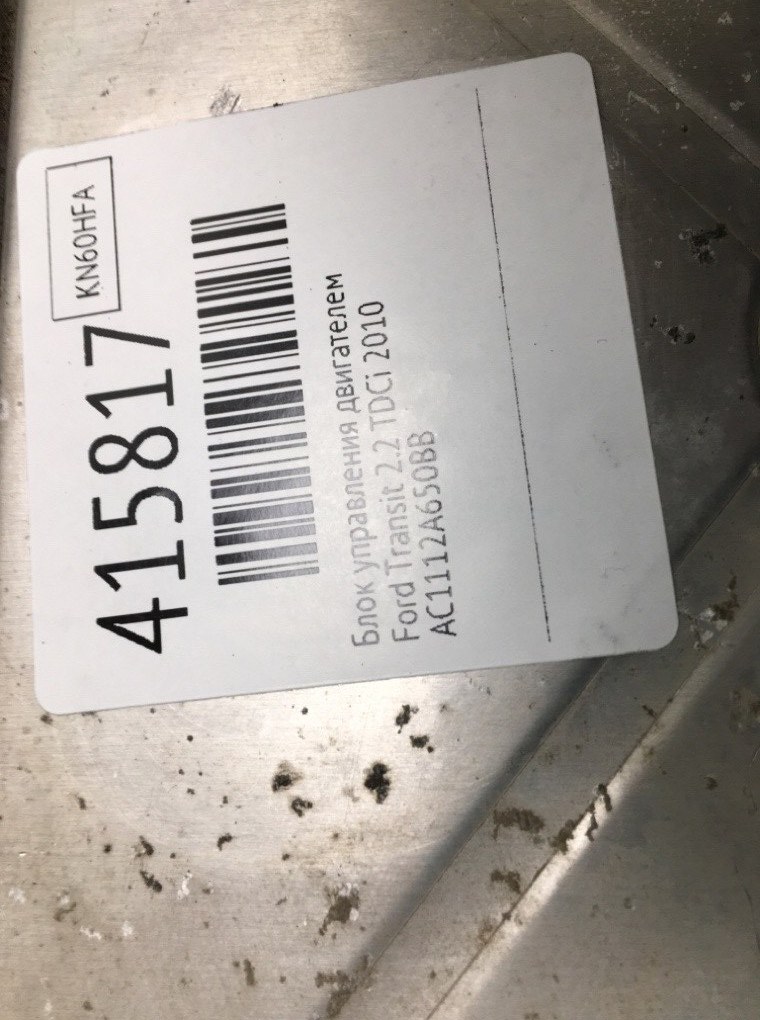 415817
KN60HFA
Блок управления двигателем
Ford Transit 2.2 TDCi 2010
AC1112A650BB